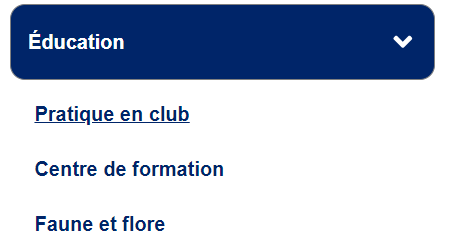 Éducation
Pratique en club
Centre de formation
Faune et flore